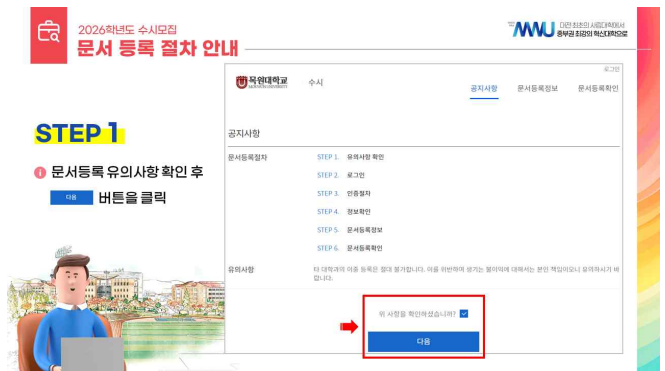 2026학년도 수시모집
문서 등록 절차 안내
MWU
대전 최초의 사립대학에서
중부권 최강의 혁신대학으로
로그인
목원대학교
MOKWON UNIVERSITY
수시
공지사항 문서등록정보 문서등록확인
STEP 1
문서등록 유의사항 확인 후
다음 버튼을 클릭
공지사항
문서등록절차
STEP 1. 유의사항 확인
STEP 2. 로그인
STEP 3. 인증절차
STEP 4. 정보확인
STEP 5. 문서등록정보
STEP 6. 문서등록확인
유의사항
타 대학과의 이중 등록은 절대 불가합니다. 이를 위반하여 생기는 불이익에 대해서는 본인 책임이오니 유의하시기 바
랍니다.
위 사항을 확인하셨습니까?
다음